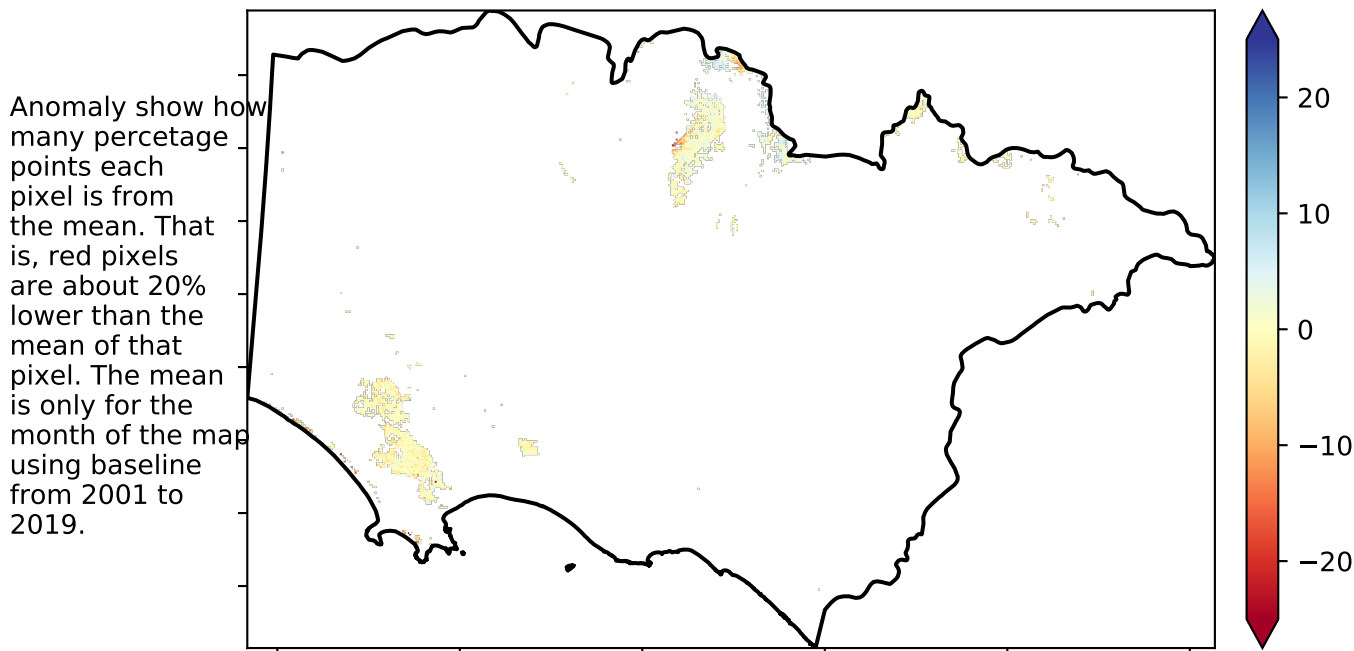 Anomaly show how
many percetage
points each
pixel is from
the mean. That
is, red pixels
are about 20%
lower than the
mean of that
pixel. The mean
is only for the
month of the map
using baseline
from 2001 to
2019.
20
10
0
−10
−20